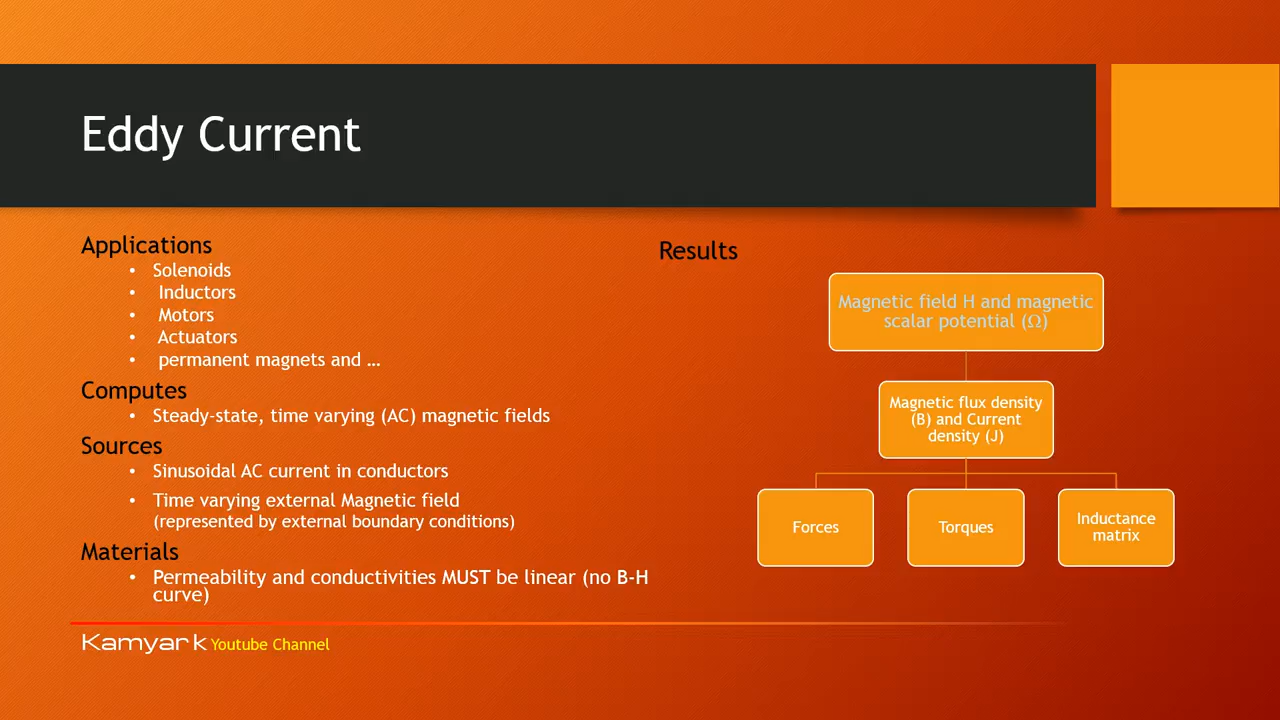 Eddy Current
Applications
• Solenoids
• Inductors
• Motors
• Actuators
• permanent magnets and ...
Computes
• Steady-state, time varying (AC) magnetic fields
Sources
• Sinusoidal AC current in conductors
• Time varying external Magnetic field
(represented by external boundary conditions)
Materials
• Permeability and conductivities MUST be linear (no B-H
curve)
Results
Magnetic field H and magnetic
scalar potential (Ω)
Magnetic flux density
(B) and Current
density (J)
Forces
Torques
Inductance
matrix
Kamyar k Youtube Channel